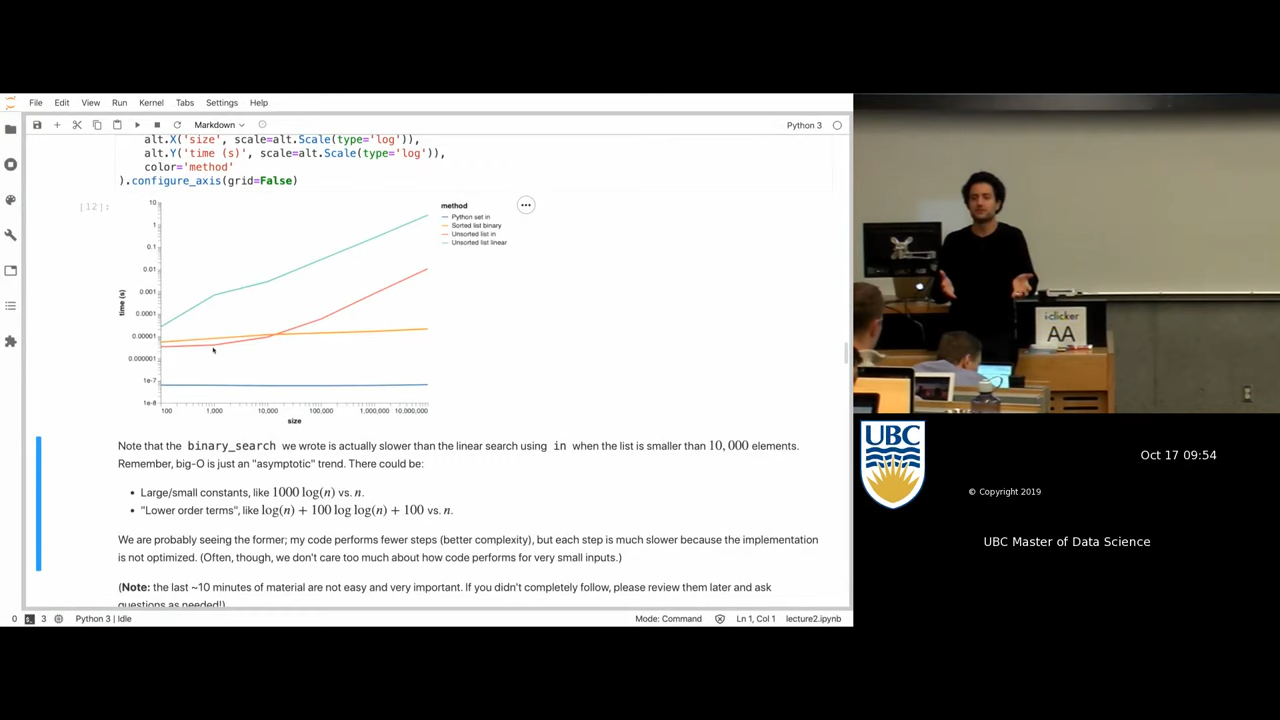 File Edit View Run Kernel Tabs Settings Help
Markdown
Python 3
alt.X('size', scale=alt.Scale(type='log')),
alt.Y('time (s)', scale=alt.Scale(type='log')),
color='method'
).configure_axis(grid=False)
[12]:
10
1
0.1
0.01
0.001
0.0001
0.00001
0.000001
1e-7
1e-8
time (s)
100 1,000 10,000 100,000 1,000,000 10,000,000
size
method
Python set in
Sorted list binary
Unsorted list in
Unsorted list linear
Note that the binary_search we wrote is actually slower than the linear search using in when the list is smaller than 10,000 elements.
Remember, big-O is just an "asymptotic" trend. There could be:
• Large/small constants, like 1000 log(n) vs. n.
• "Lower order terms", like log(n) + 100 log log(n) + 100 vs. n.
We are probably seeing the former; my code performs fewer steps (better complexity), but each step is much slower because the implementation
is not optimized. (Often, though, we don't care too much about how code performs for very small inputs.)
(Note: the last ~10 minutes of material are not easy and very important. If you didn't completely follow, please review them later and ask
questions as needed!)
0 3 Python 3 | Idle
Mode: Command Ln 1, Col 1 lecture2.ipynb
i>clicker
AA
UBC
Oct 17 09:54
© Copyright 2019
UBC Master of Data Science